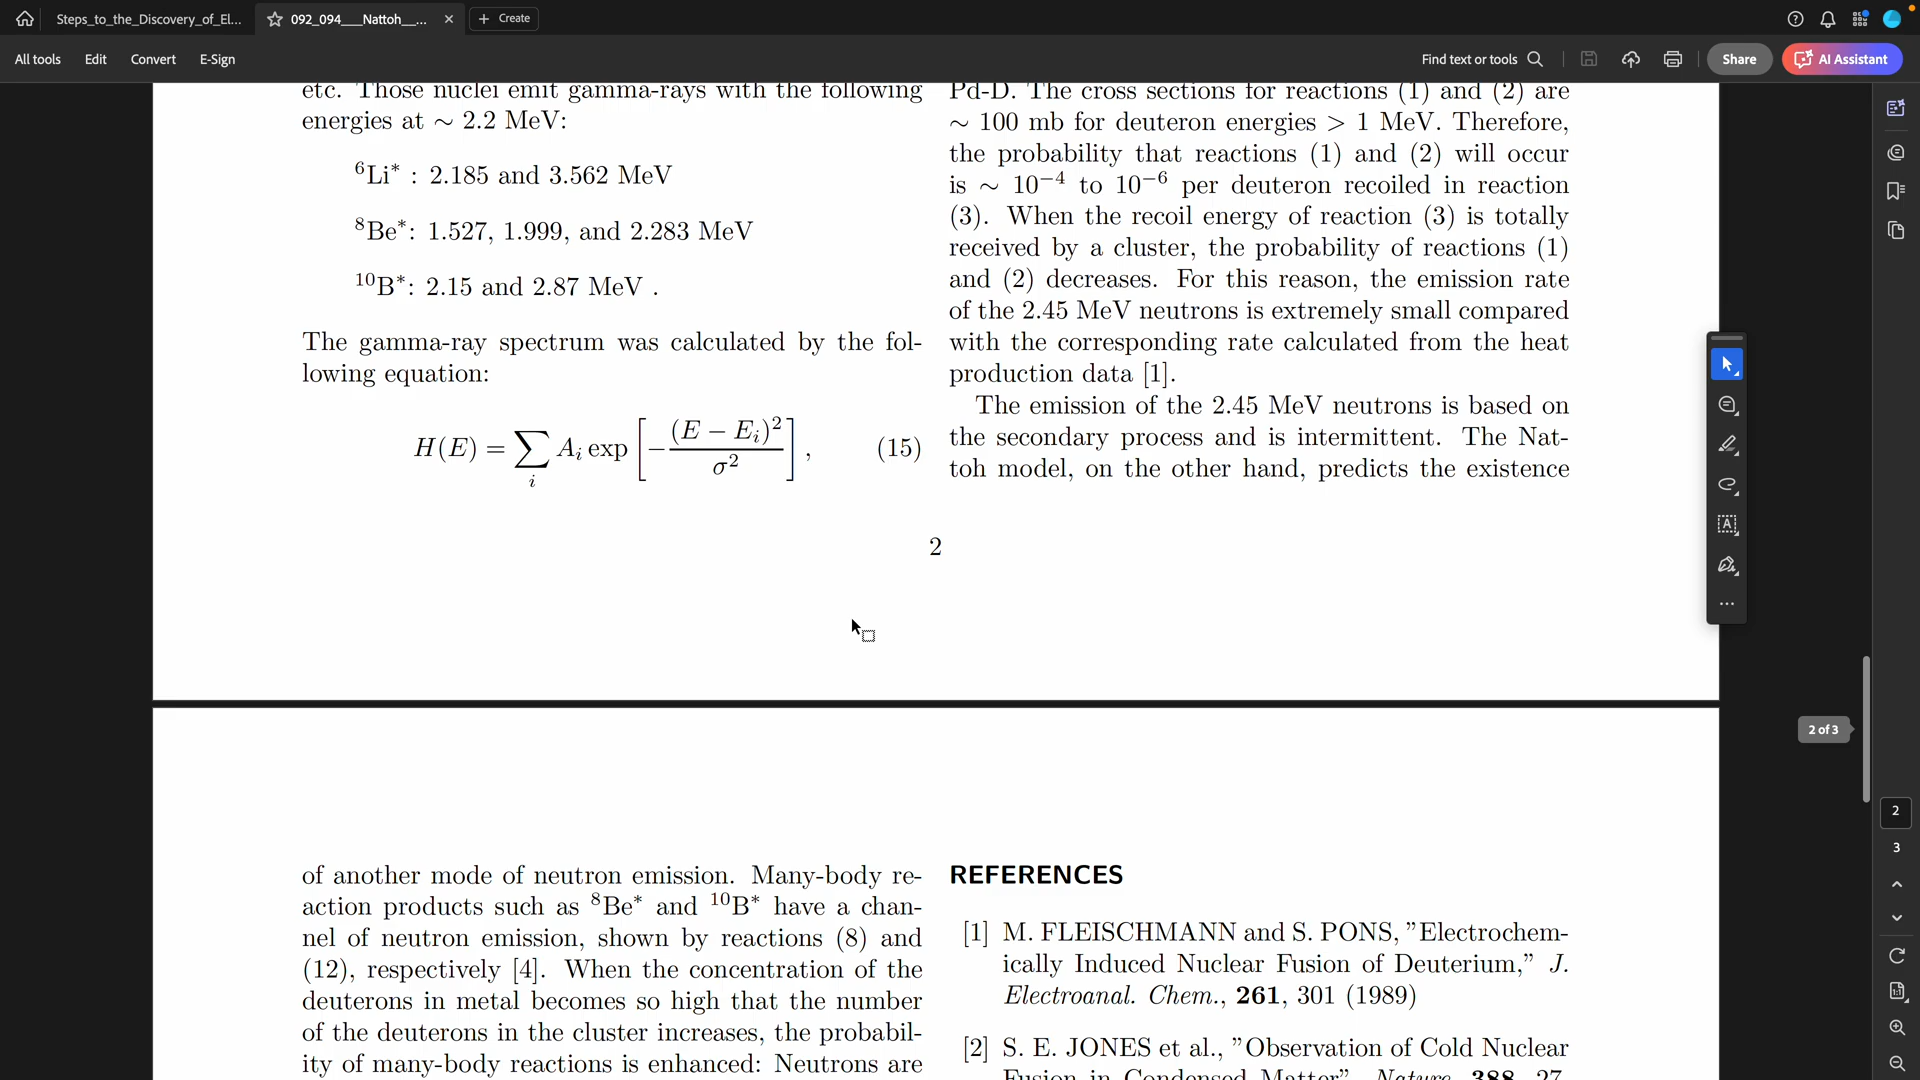 Steps_to_the_Discovery_of_El...
092_094___Nattoh__...
Create
All tools
Edit
Convert
E-Sign
Find text or tools
Share
AI Assistant
etc. Those nuclei emit gamma-rays with the following
energies at ∼ 2.2 MeV:
⁶Li* : 2.185 and 3.562 MeV
⁸Be*: 1.527, 1.999, and 2.283 MeV
¹⁰B*: 2.15 and 2.87 MeV .
The gamma-ray spectrum was calculated by the fol-
lowing equation:
H(E) = ∑_i A_i exp [ −(E − E_i)² / σ² ] , (15)
Pd-D. The cross sections for reactions (1) and (2) are
∼ 100 mb for deuteron energies > 1 MeV. Therefore,
the probability that reactions (1) and (2) will occur
is ∼ 10⁻⁴ to 10⁻⁶ per deuteron recoiled in reaction
(3). When the recoil energy of reaction (3) is totally
received by a cluster, the probability of reactions (1)
and (2) decreases. For this reason, the emission rate
of the 2.45 MeV neutrons is extremely small compared
with the corresponding rate calculated from the heat
production data [1].
The emission of the 2.45 MeV neutrons is based on
the secondary process and is intermittent. The Nat-
toh model, on the other hand, predicts the existence
2
of another mode of neutron emission. Many-body re-
action products such as ⁸Be* and ¹⁰B* have a chan-
nel of neutron emission, shown by reactions (8) and
(12), respectively [4]. When the concentration of the
deuterons in metal becomes so high that the number
of the deuterons in the cluster increases, the probabil-
ity of many-body reactions is enhanced: Neutrons are
REFERENCES
[1] M. FLEISCHMANN and S. PONS, ”Electrochem-
ically Induced Nuclear Fusion of Deuterium,” J.
Electroanal. Chem., 261, 301 (1989)
[2] S. E. JONES et al., ”Observation of Cold Nuclear
Fusion in Condensed Matter”, Nature, 388, 27,
2 of 3
2
3